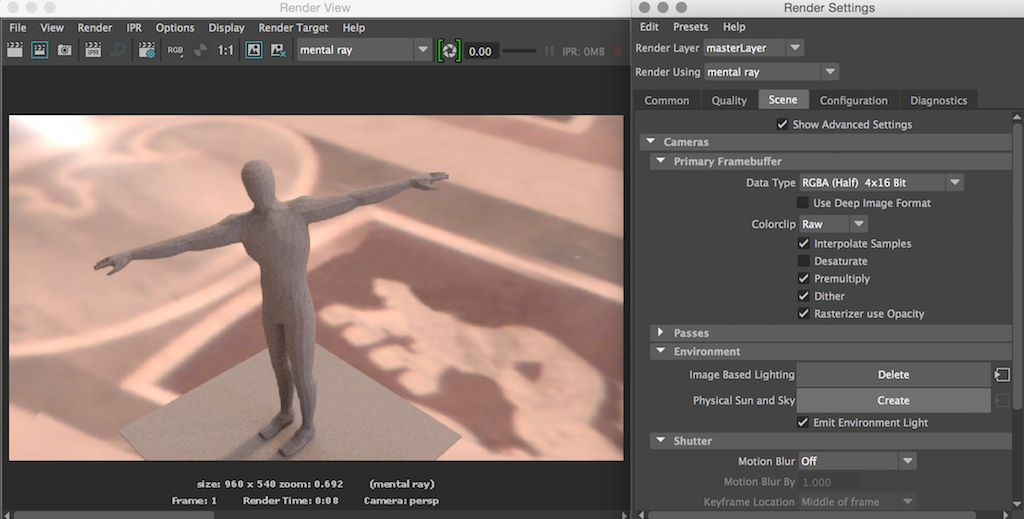 Render View
File View Render IPR Options Display Render Target Help
IPR RGB 1:1 mental ray 0.00 IPR: 0MB
size: 960 x 540 zoom: 0.692 (mental ray)
Frame: 1 Render Time: 0:08 Camera: persp
Render Settings
Edit Presets Help
Render Layer masterLayer
Render Using mental ray
Common Quality Scene Configuration Diagnostics
Show Advanced Settings
Cameras
Primary Framebuffer
Data Type RGBA (Half) 4x16 Bit
Use Deep Image Format
Colorclip Raw
Interpolate Samples
Desaturate
Premultiply
Dither
Rasterizer use Opacity
Passes
Environment
Image Based Lighting Delete
Physical Sun and Sky Create
Emit Environment Light
Shutter
Motion Blur Off
Motion Blur By 1.000
Keyframe Location Middle of frame